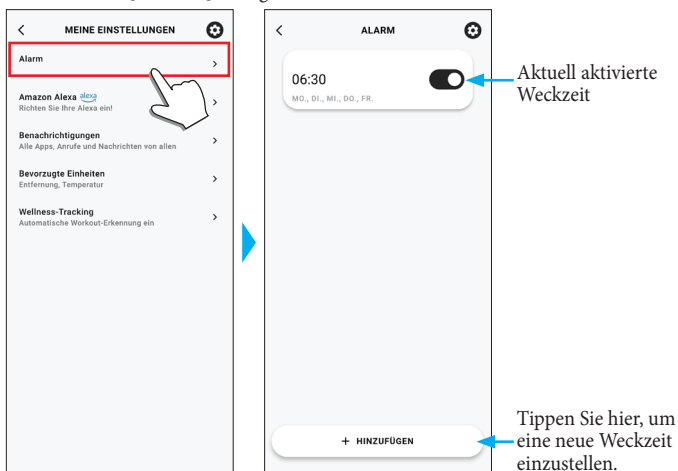 MEINE EINSTELLUNGEN
Alarm
Amazon Alexa alexa
Richten Sie Ihre Alexa ein!
Benachrichtigungen
Alle Apps, Anrufe und Nachrichten von allen
Bevorzugte Einheiten
Entfernung, Temperatur
Wellness-Tracking
Automatische Workout-Erkennung ein
ALARM
06:30
MO., DI., MI., DO., FR.
+ HINZUFÜGEN
Aktuell aktivierte
Weckzeit
Tippen Sie hier, um
eine neue Weckzeit
einzustellen.